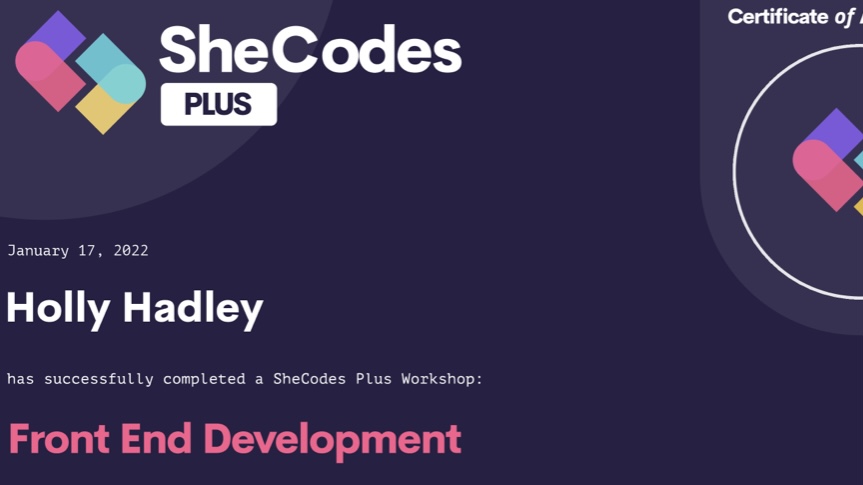 SheCodes
PLUS
Certificate of
January 17, 2022
Holly Hadley
has successfully completed a SheCodes Plus Workshop:
Front End Development